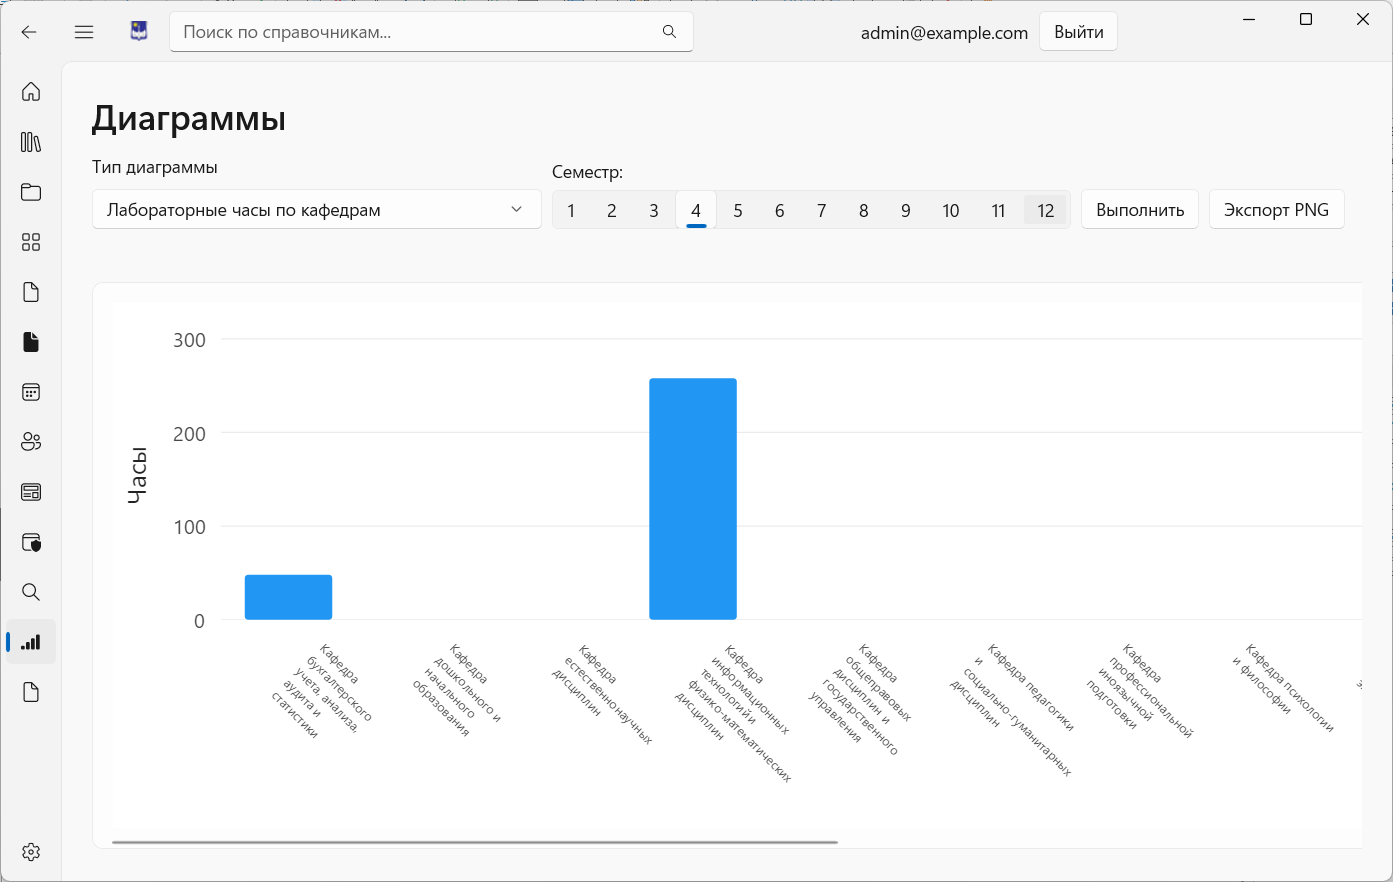 Поиск по справочникам...
admin@example.com
Выйти
Диаграммы
Тип диаграммы
Семестр:
Лабораторные часы по кафедрам
1 2 3 4 5 6 7 8 9 10 11 12
Выполнить
Экспорт PNG
Часы
300
200
100
0
Кафедра
бухгалтерского
учета, анализа,
аудита и
статистики
Кафедра
дошкольного и
начального
образования
Кафедра
естественнонаучных
дисциплин
Кафедра
информационных
технологий и
физико-математических
дисциплин
Кафедра
общеправовых
дисциплин и
государственного
управления
Кафедра педагогики
и
социально-гуманитарных
дисциплин
Кафедра
профессиональной
иноязычной
подготовки
Кафедра психологии
и философии